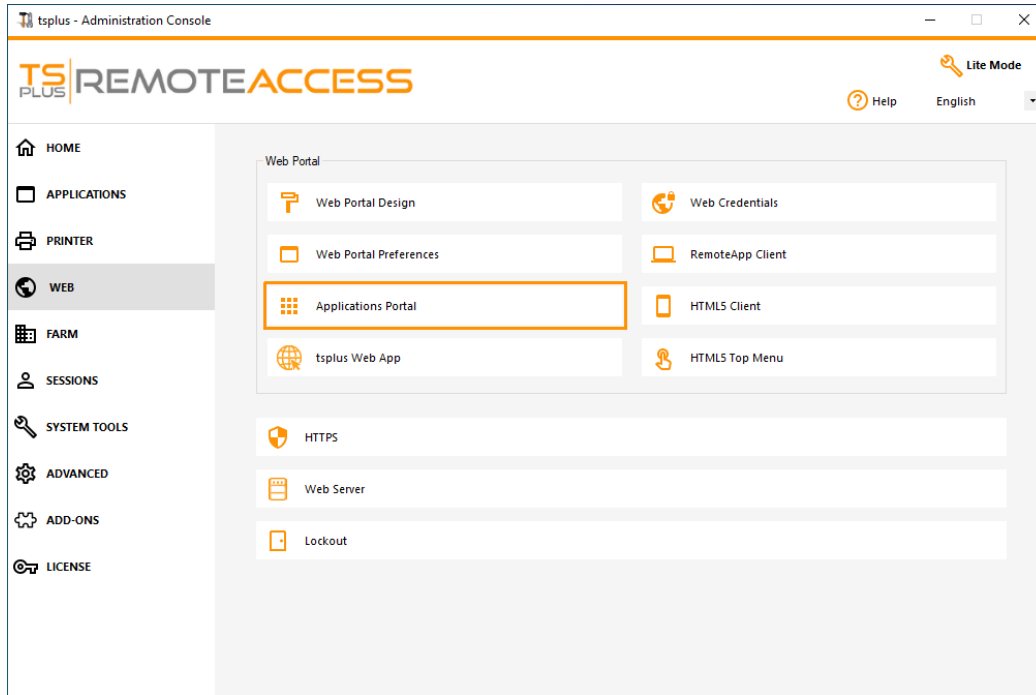 tsplus - Administration Console
TS PLUS REMOTEACCESS
Lite Mode
Help
English
HOME
APPLICATIONS
PRINTER
WEB
FARM
SESSIONS
SYSTEM TOOLS
ADVANCED
ADD-ONS
LICENSE
Web Portal
Web Portal Design
Web Credentials
Web Portal Preferences
RemoteApp Client
Applications Portal
HTML5 Client
tsplus Web App
HTML5 Top Menu
HTTPS
Web Server
Lockout